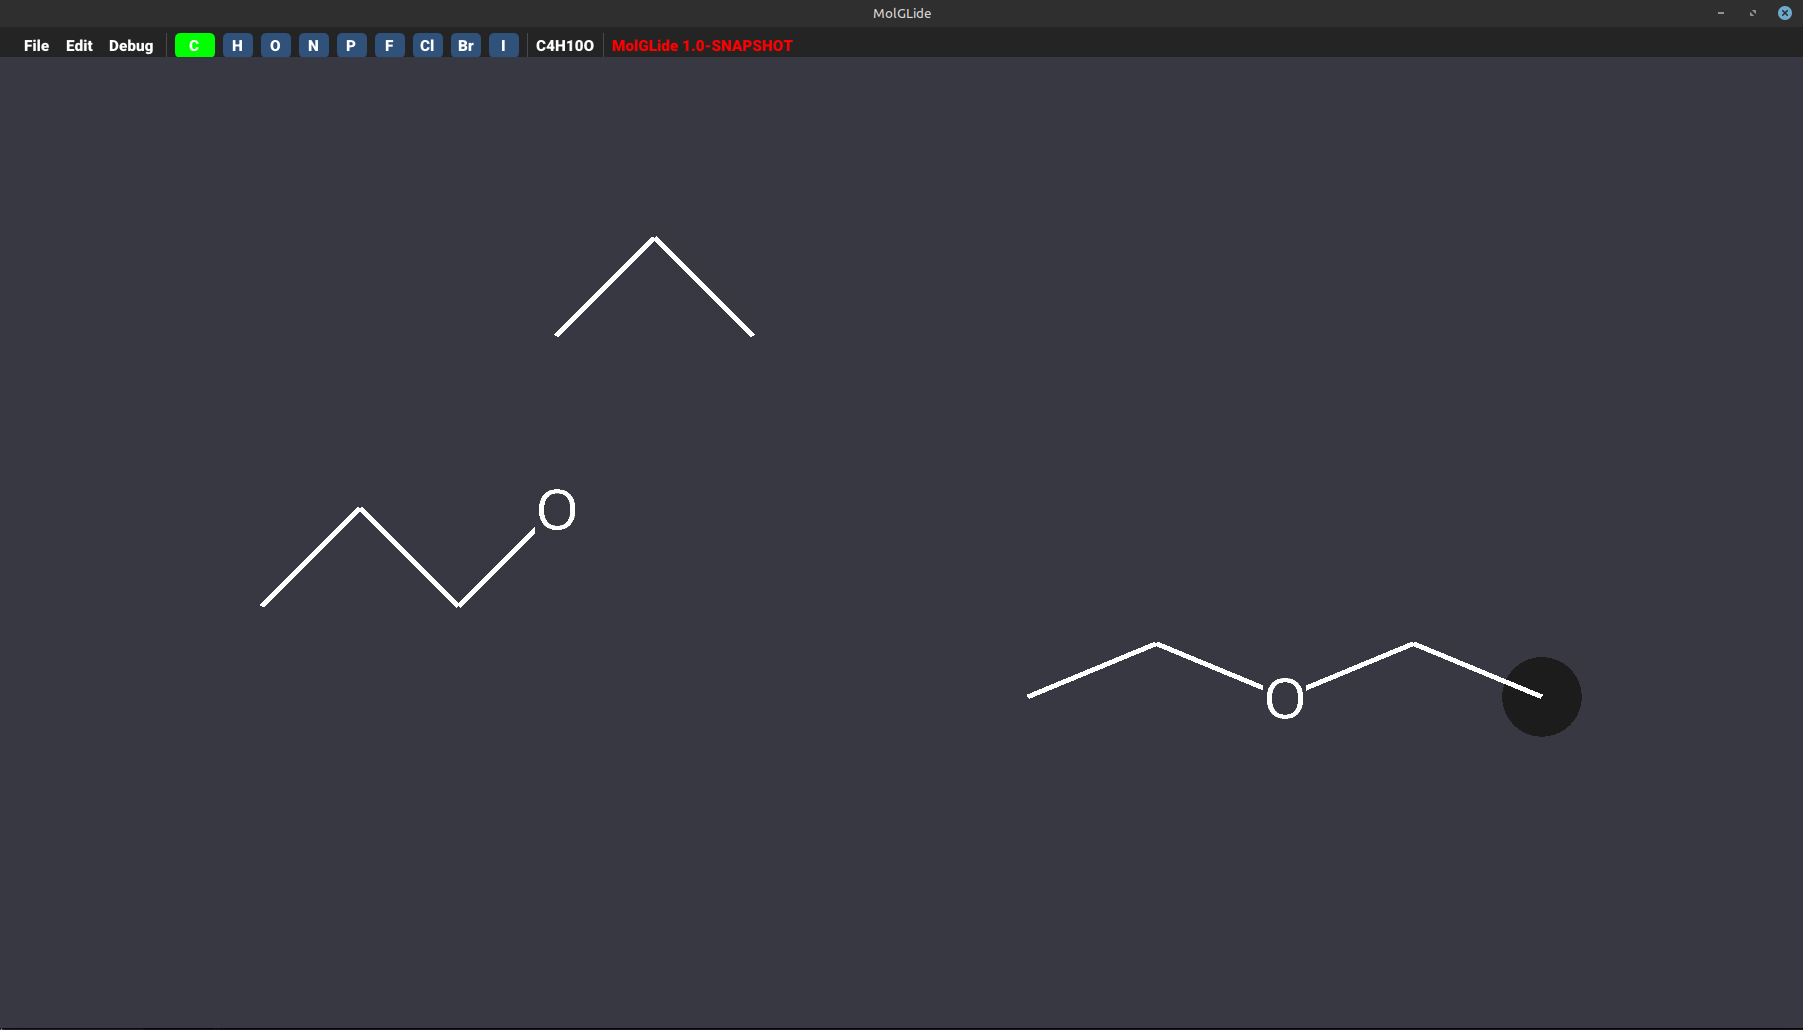 MolGLide
File Edit Debug C H O N P F Cl Br I C4H10O MolGLide 1.0-SNAPSHOT
O
O